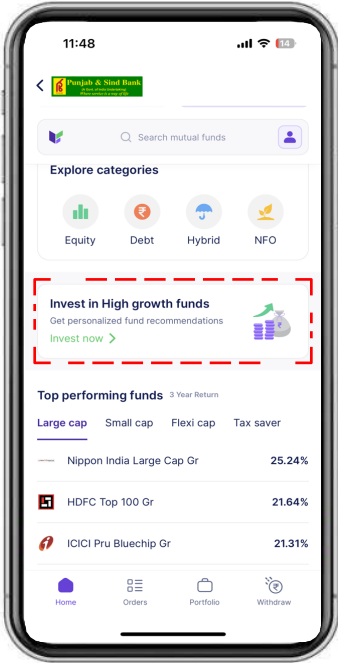 11:48
14
Punjab & Sind Bank
Search mutual funds
Explore categories
Equity Debt Hybrid NFO
Invest in High growth funds
Get personalized fund recommendations
Invest now
Top performing funds 3 Year Return
Large cap Small cap Flexi cap Tax saver
Nippon India Large Cap Gr 25.24%
HDFC Top 100 Gr 21.64%
ICICI Pru Bluechip Gr 21.31%
Home Orders Portfolio Withdraw